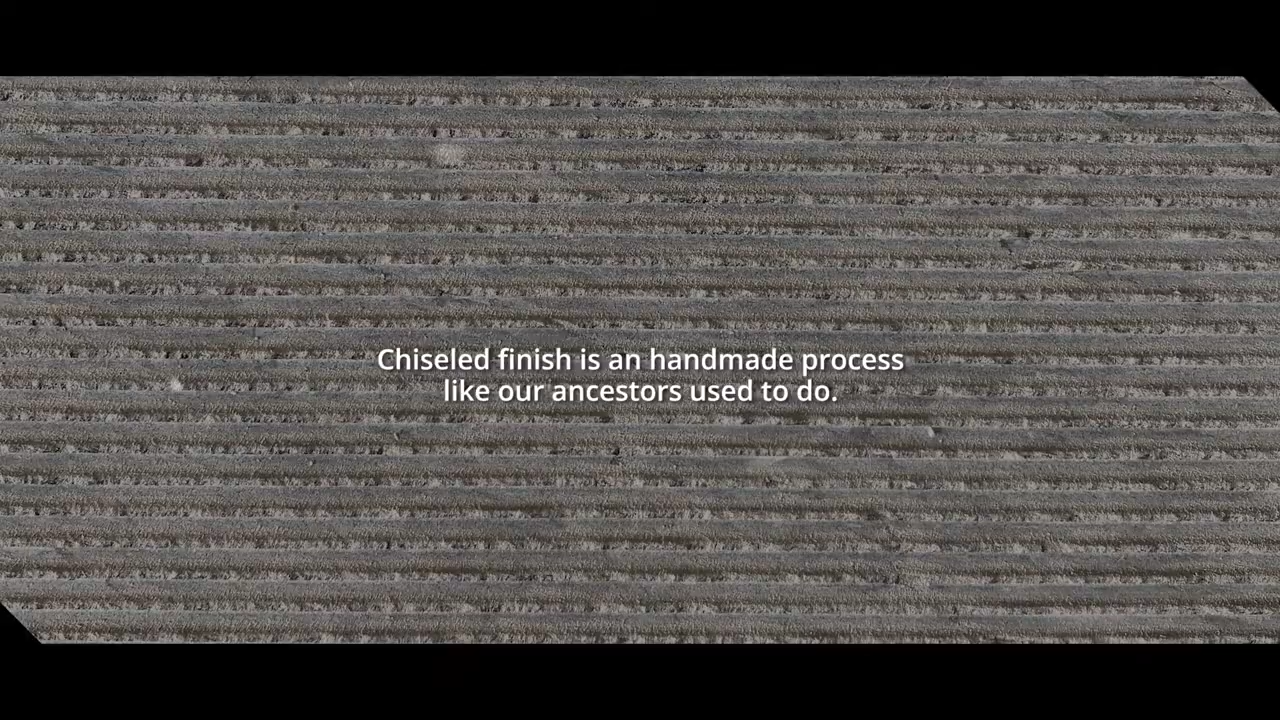 Chiseled finish is an handmade process
like our ancestors used to do.